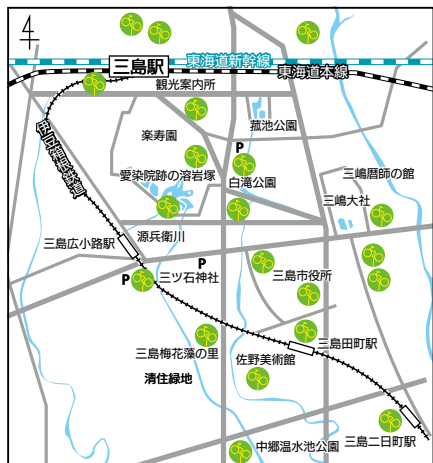 三島駅
東海道新幹線
東海道本線
観光案内所
伊豆箱根鉄道
楽寿園
菰池公園
P
愛染院跡の溶岩塚
白滝公園
三嶋暦師の館
三嶋大社
源兵衛川
三島広小路駅
P
三ツ石神社
P
三島市役所
三島梅花藻の里
三島田町駅
佐野美術館
清住緑地
三島二日町駅
中郷温水池公園